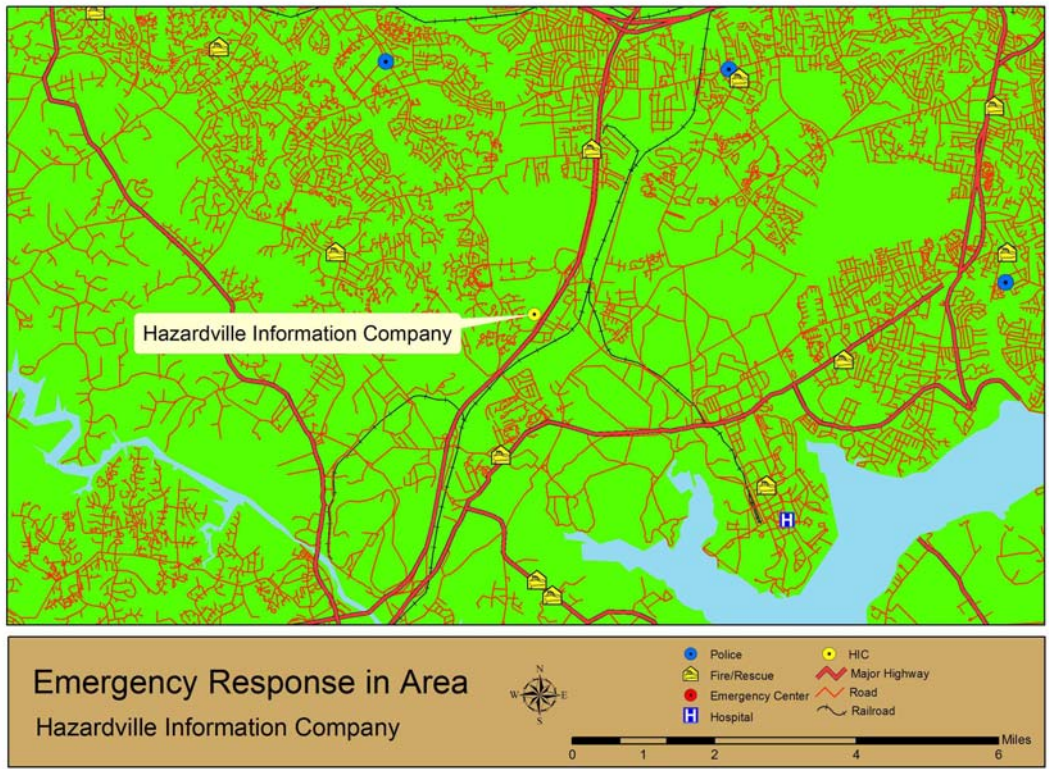 Hazardville Information Company
H
Emergency Response in Area
Hazardville Information Company
N
W E
S
Police
Fire/Rescue
Emergency Center
H Hospital
HIC
Major Highway
Road
Railroad
0 1 2 4 6 Miles